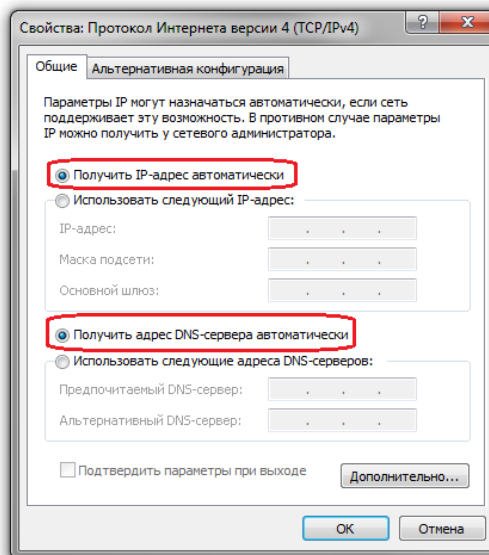 Свойства: Протокол Интернета версии 4 (TCP/IPv4)
Общие
Альтернативная конфигурация
Параметры IP могут назначаться автоматически, если сеть
поддерживает эту возможность. В противном случае параметры
IP можно получить у сетевого администратора.
Получить IP-адрес автоматически
Использовать следующий IP-адрес:
IP-адрес:
Маска подсети:
Основной шлюз:
Получить адрес DNS-сервера автоматически
Использовать следующие адреса DNS-серверов:
Предпочитаемый DNS-сервер:
Альтернативный DNS-сервер:
Подтвердить параметры при выходе
Дополнительно...
ОК
Отмена